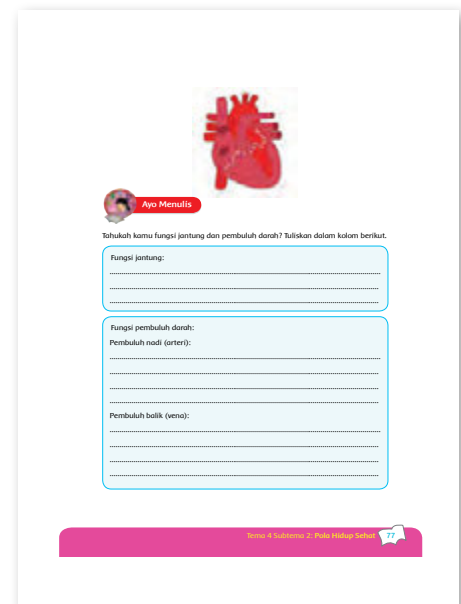 Ayo Menulis
Tahukah kamu fungsi jantung dan pembuluh darah? Tuliskan dalam kolom berikut.
Fungsi jantung:
Fungsi pembuluh darah:
Pembuluh nadi (arteri):
Pembuluh balik (vena):
Tema 4 Subtema 2: Pola Hidup Sehat 77